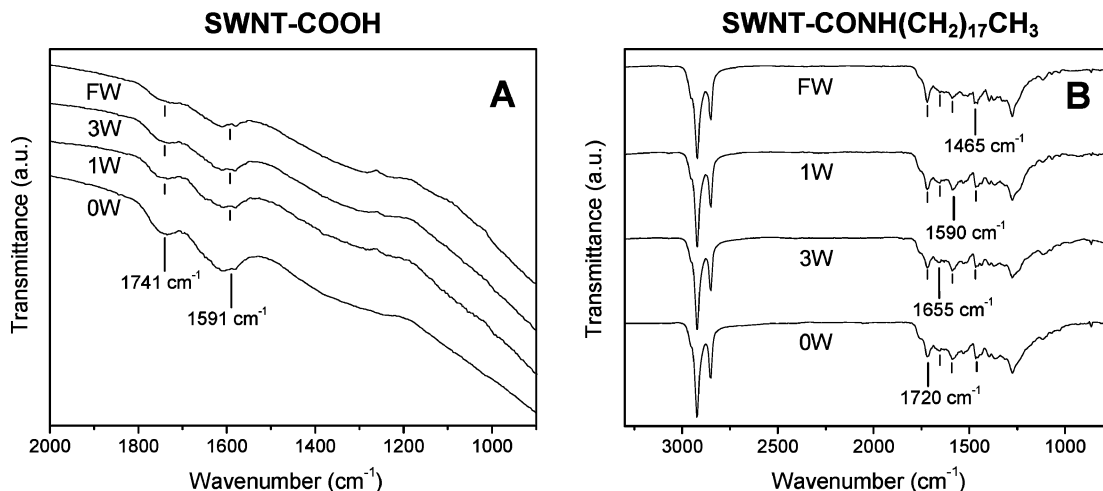 SWNT-COOH
A
FW
3W
1W
0W
1741 cm⁻¹
1591 cm⁻¹
Transmittance (a.u.)
2000 1800 1600 1400 1200 1000
Wavenumber (cm⁻¹)
SWNT-CONH(CH₂)₁₇CH₃
B
FW
1465 cm⁻¹
1W
1590 cm⁻¹
3W
1655 cm⁻¹
0W
1720 cm⁻¹
Transmittance (a.u.)
3000 2500 2000 1500 1000
Wavenumber (cm⁻¹)